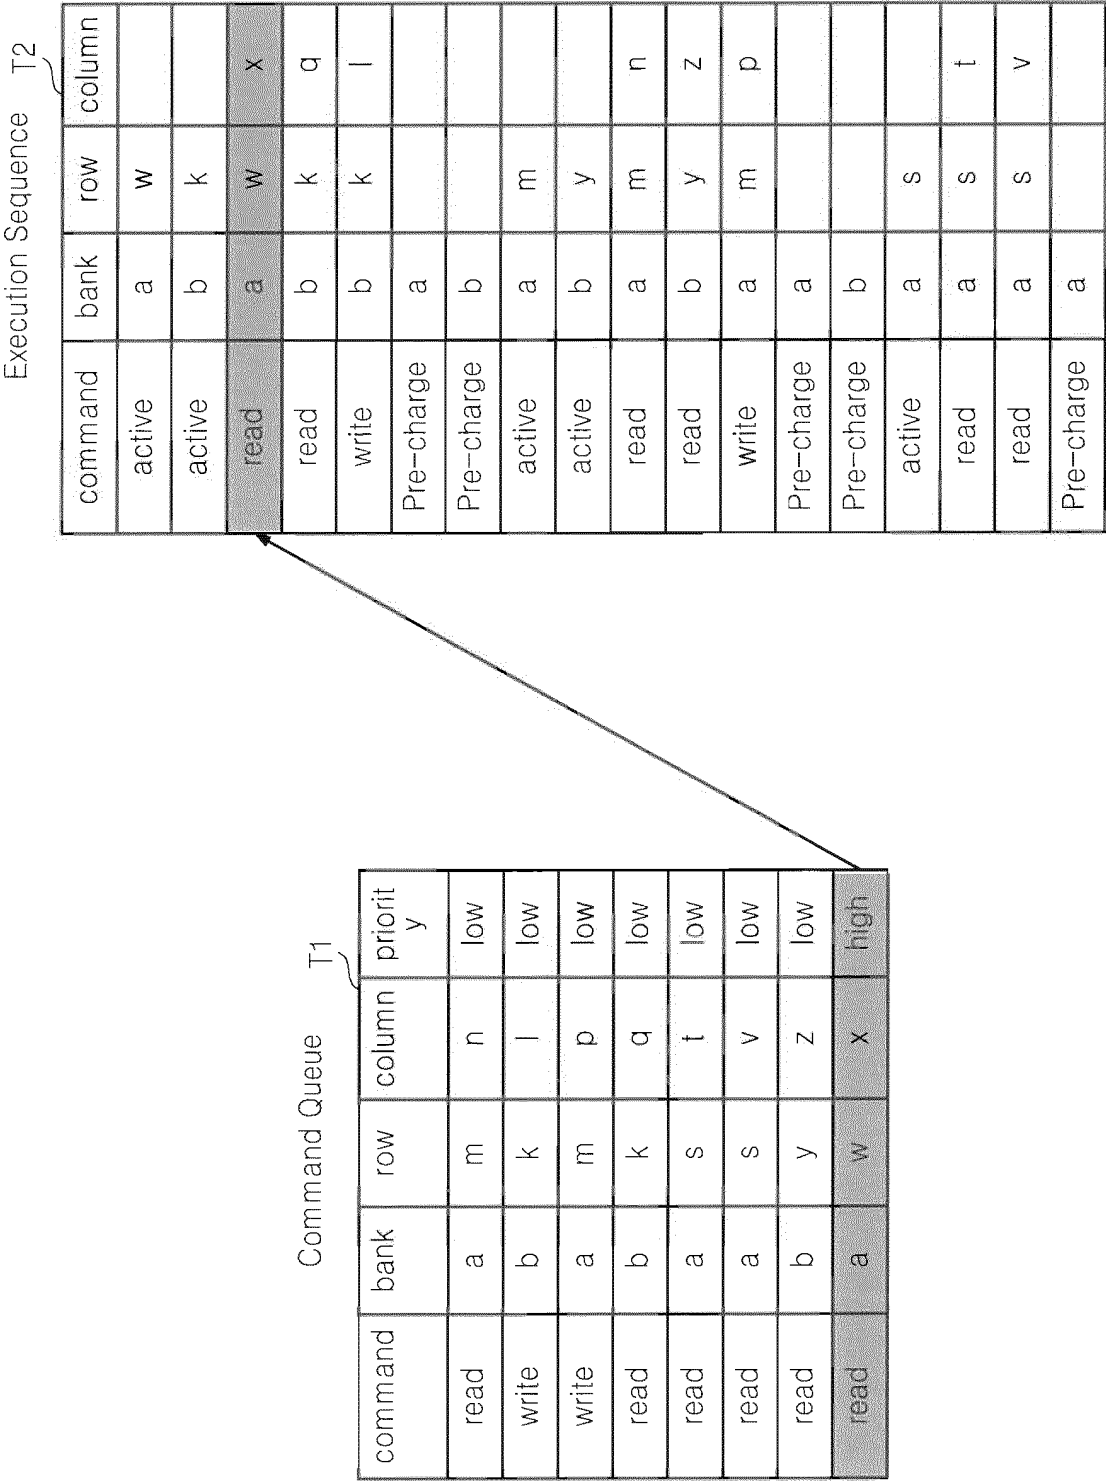 Command Queue
T1
command bank row column priorit
y
read a m n low
write b k l low
write a m p low
read b k q low
read a s t low
read a s v low
read b y z low
read a w x high
Execution Sequence
T2
command bank row column
active a w
active b k
read a w x
read b k q
write b k l
Pre-charge a
Pre-charge b
active a m
active b y
read a m n
read b y z
write a m p
Pre-charge a
Pre-charge b
active a s
read a s t
read a s v
Pre-charge a